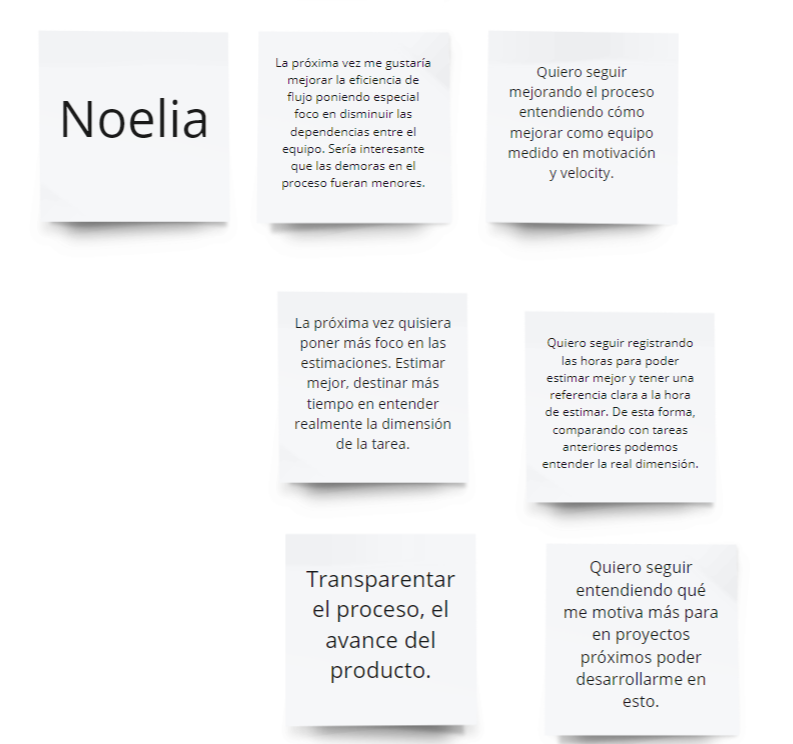 Noelia
La próxima vez me gustaría
mejorar la eficiencia de
flujo poniendo especial
foco en disminuir las
dependencias entre el
equipo. Sería interesante
que las demoras en el
proceso fueran menores.
Quiero seguir
mejorando el proceso
entendiendo cómo
mejorar como equipo
medido en motivación
y velocity.
La próxima vez quisiera
poner más foco en las
estimaciones. Estimar
mejor, destinar más
tiempo en entender
realmente la dimensión
de la tarea.
Quiero seguir registrando
las horas para poder
estimar mejor y tener una
referencia clara a la hora
de estimar. De esta forma,
comparando con tareas
anteriores podemos
entender la real dimensión.
Transparentar
el proceso, el
avance del
producto.
Quiero seguir
entendiendo qué
me motiva más para
en proyectos
próximos poder
desarrollarme en
esto.